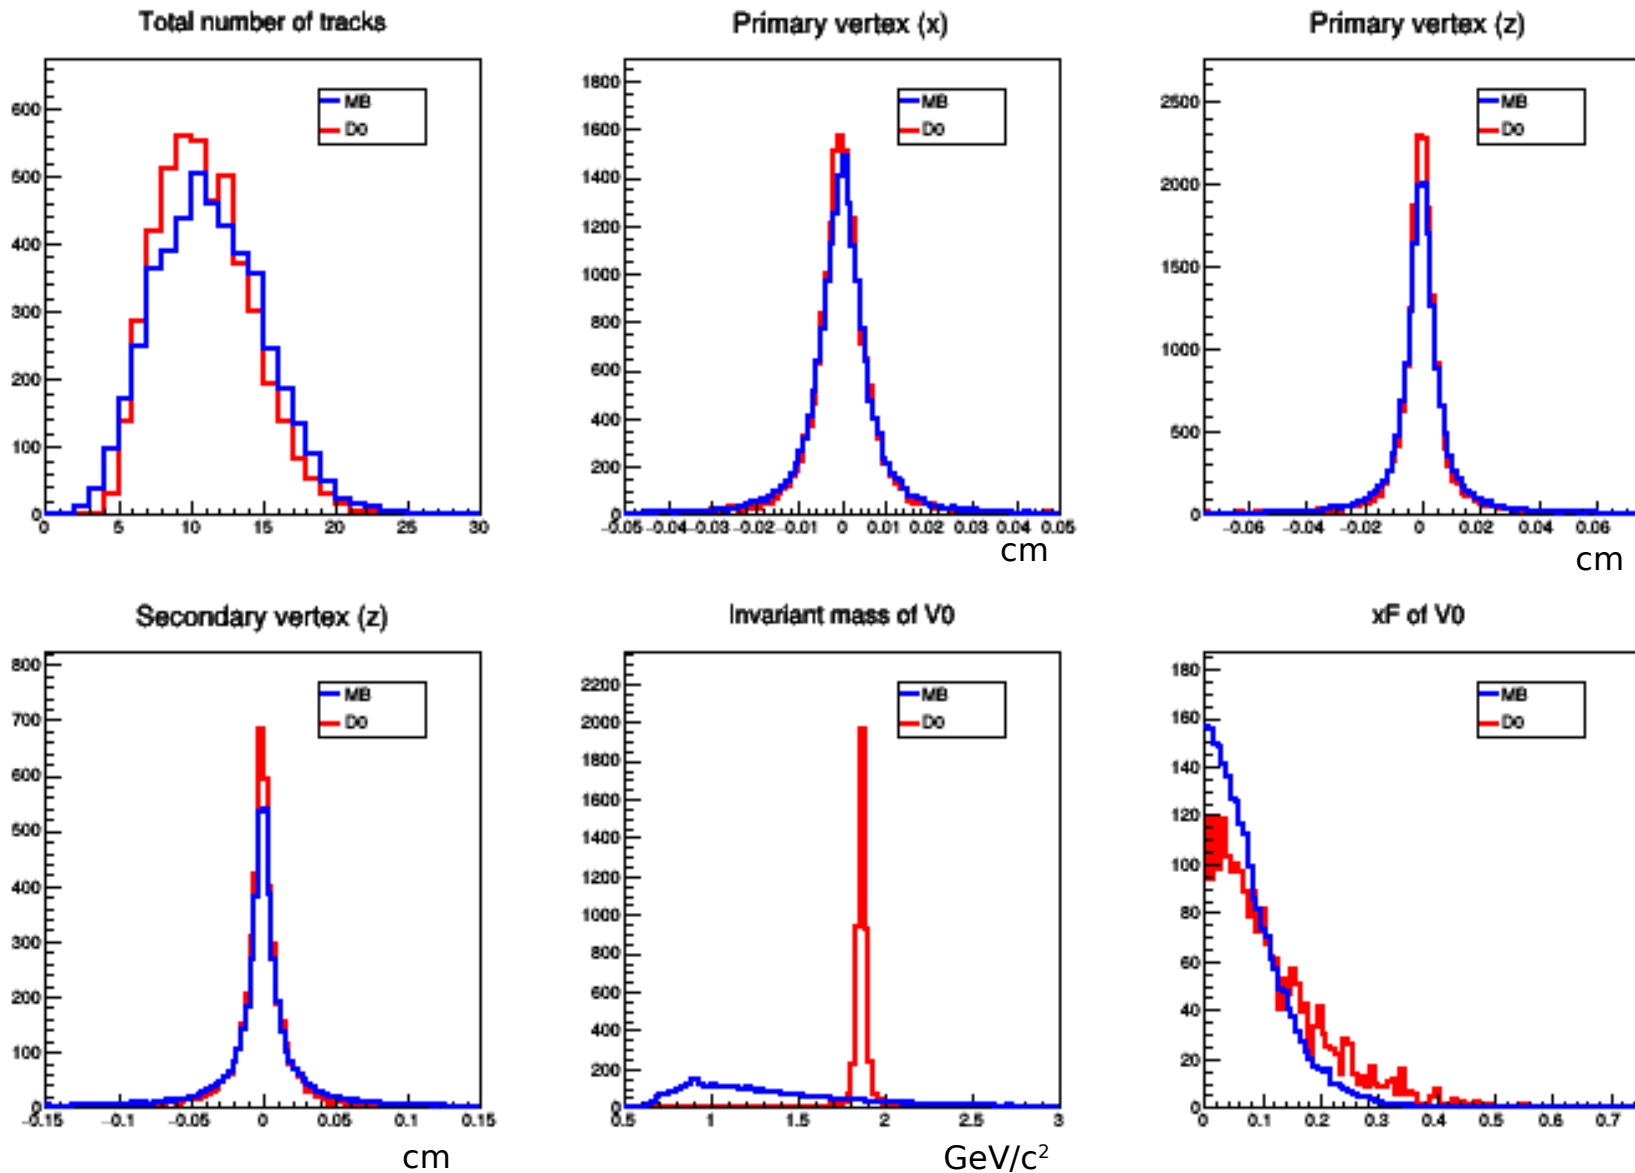 Total number of tracks
MB
D0
600
500
400
300
200
100
0
0 5 10 15 20 25 30
Primary vertex (x)
MB
D0
1800
1600
1400
1200
1000
800
600
400
200
0
−0.05 −0.04 −0.03 −0.02 −0.01 0 0.01 0.02 0.03 0.04 0.05
cm
Primary vertex (z)
MB
D0
2500
2000
1500
1000
500
0
−0.06 −0.04 −0.02 0 0.02 0.04 0.06
cm
Secondary vertex (z)
MB
D0
800
700
600
500
400
300
200
100
0
−0.15 −0.1 −0.05 0 0.05 0.1 0.15
cm
Invariant mass of V0
MB
D0
2200
2000
1800
1600
1400
1200
1000
800
600
400
200
0
0.5 1 1.5 2 2.5 3
GeV/c²
xF of V0
MB
D0
180
160
140
120
100
80
60
40
20
0
0 0.1 0.2 0.3 0.4 0.5 0.6 0.7